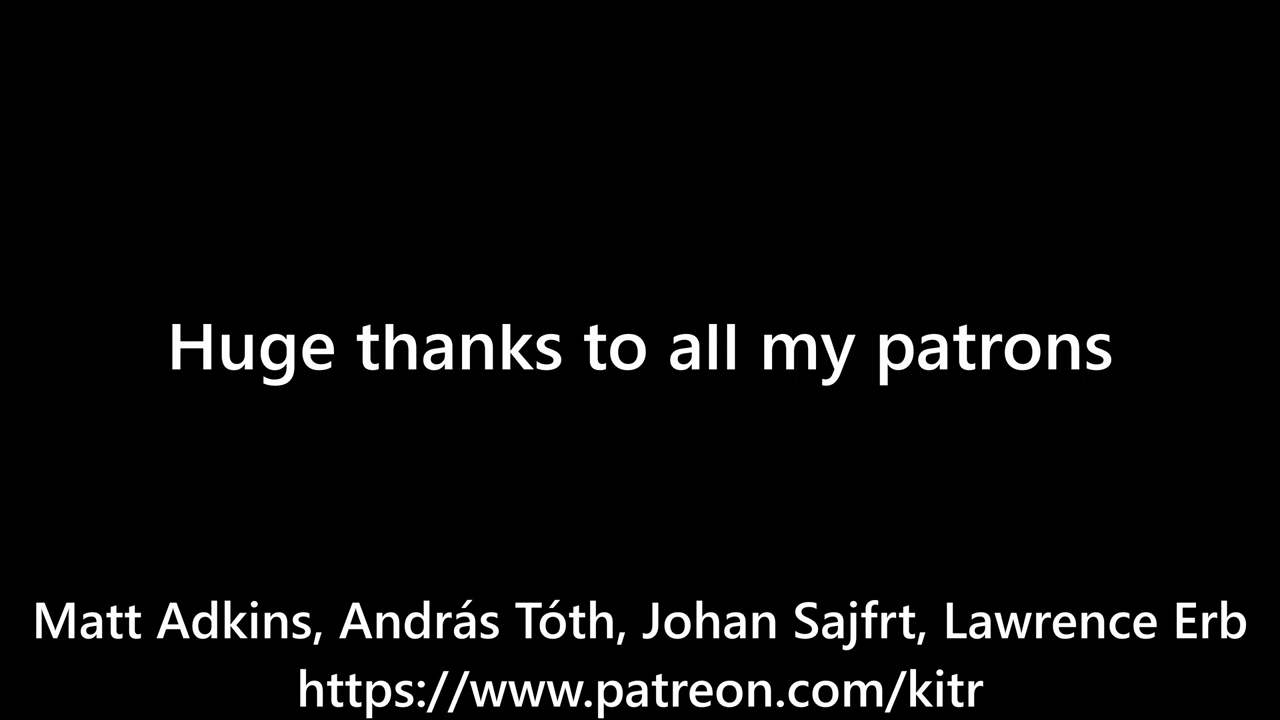 Huge thanks to all my patrons
Matt Adkins, András Tóth, Johan Sajfrt, Lawrence Erb
https://www.patreon.com/kitr